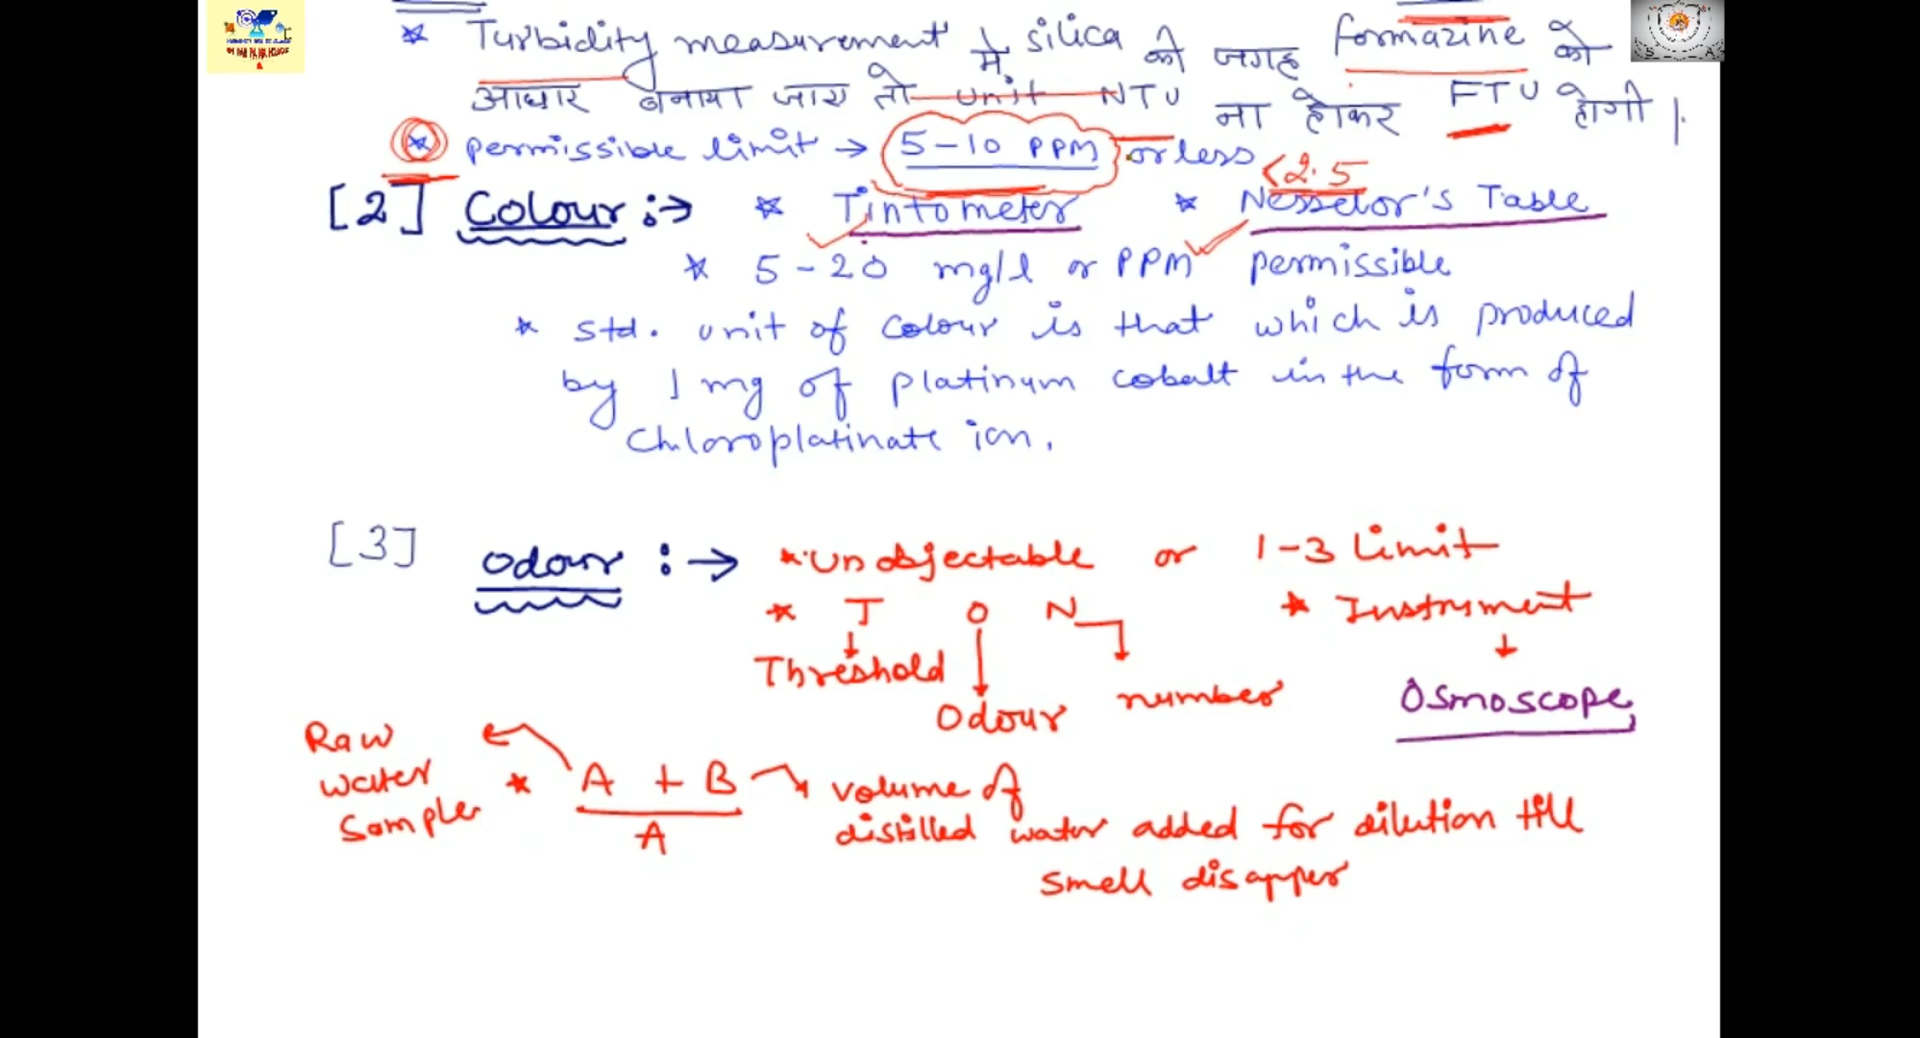 * Turbidity measurement में silica की जगह formazine को
आधार बनाया जाए तो unit NTU ना होकर FTU होगी।
* permissible limit → 5-10 PPM or less
<2.5
[2] Colour :→ * Tintometer * Nesselor's Table
* 5-20 mg/l or PPM permissible
* std. unit of colour is that which is produced
by 1 mg of platinum cobalt in the form of
chloroplatinate ion.
[3] Odour :→ * Unobjectable or 1-3 limit
* T O N * Instrument
Threshold
Odour number Osmoscope
Raw
water
sample
* A + B
A
volume of
distilled water added for dilution till
smell disapper